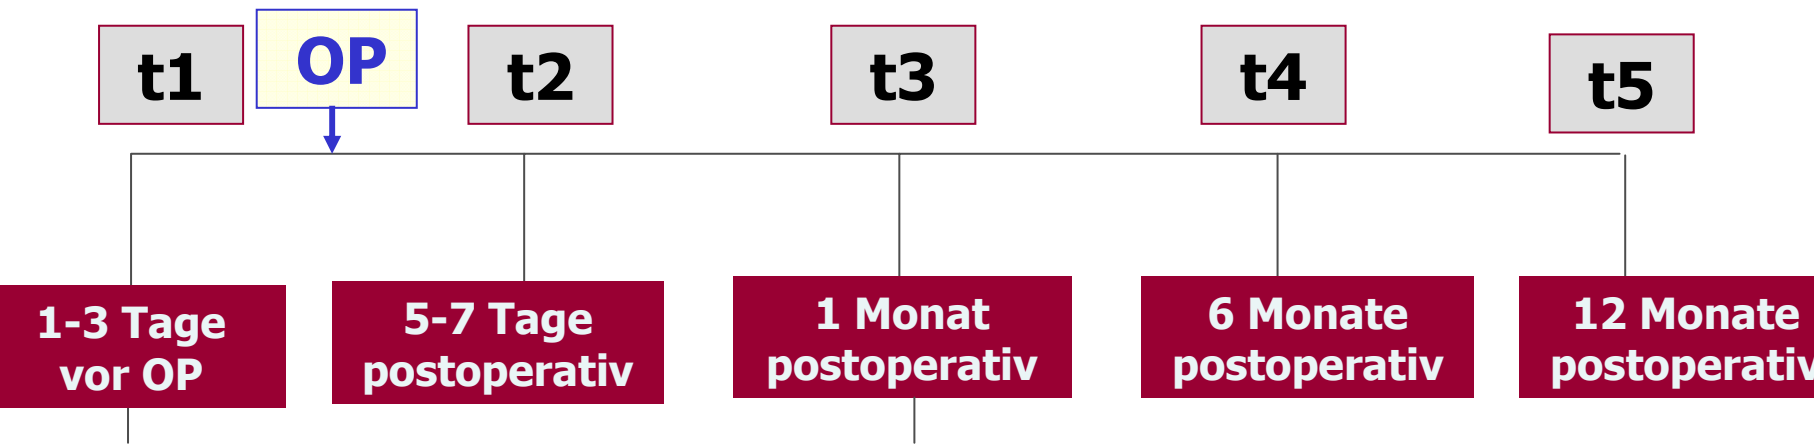 t1
OP
t2
t3
t4
t5
1-3 Tage
vor OP
5-7 Tage
postoperativ
1 Monat
postoperativ
6 Monate
postoperativ
12 Monate
postoperativ